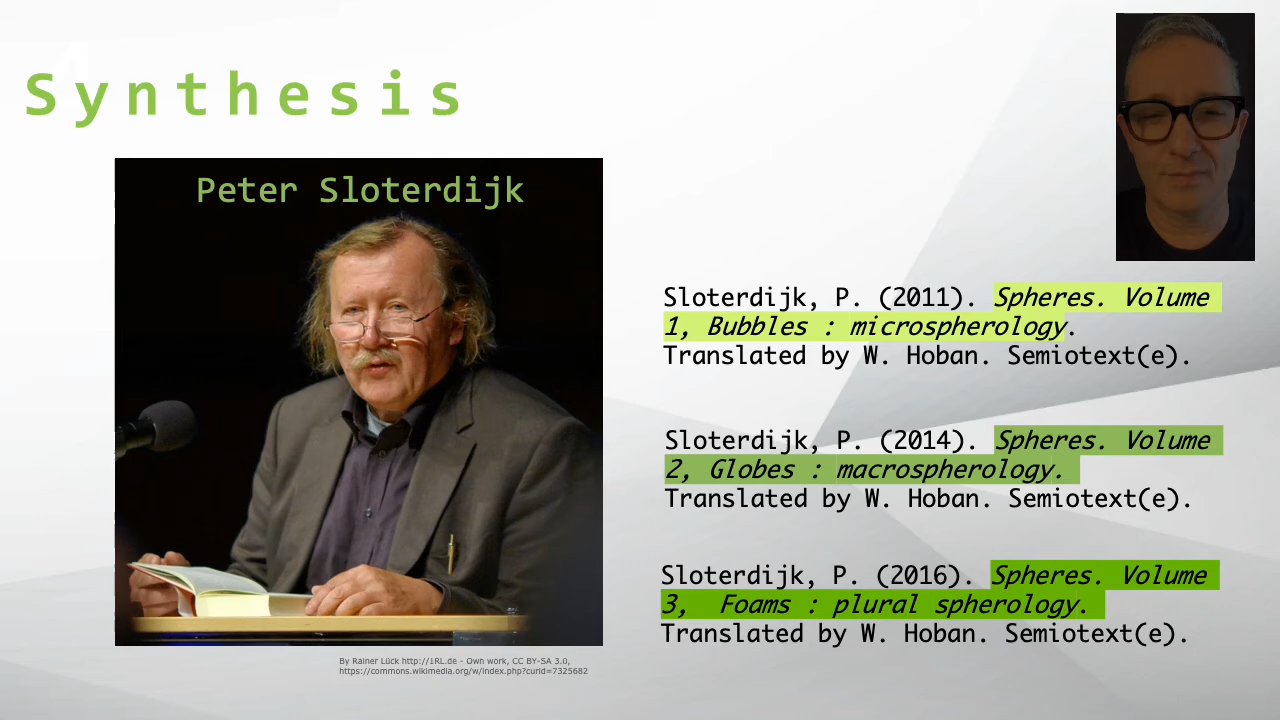 Synthesis
Peter Sloterdijk
Sloterdijk, P. (2011). Spheres. Volume
1, Bubbles : microspherology.
Translated by W. Hoban. Semiotext(e).
Sloterdijk, P. (2014). Spheres. Volume
2, Globes : macrospherology.
Translated by W. Hoban. Semiotext(e).
Sloterdijk, P. (2016). Spheres. Volume
3, Foams : plural spherology.
Translated by W. Hoban. Semiotext(e).
By Rainer Lück http://1RL.de - Own work, CC BY-SA 3.0,
https://commons.wikimedia.org/w/index.php?curid=7325682